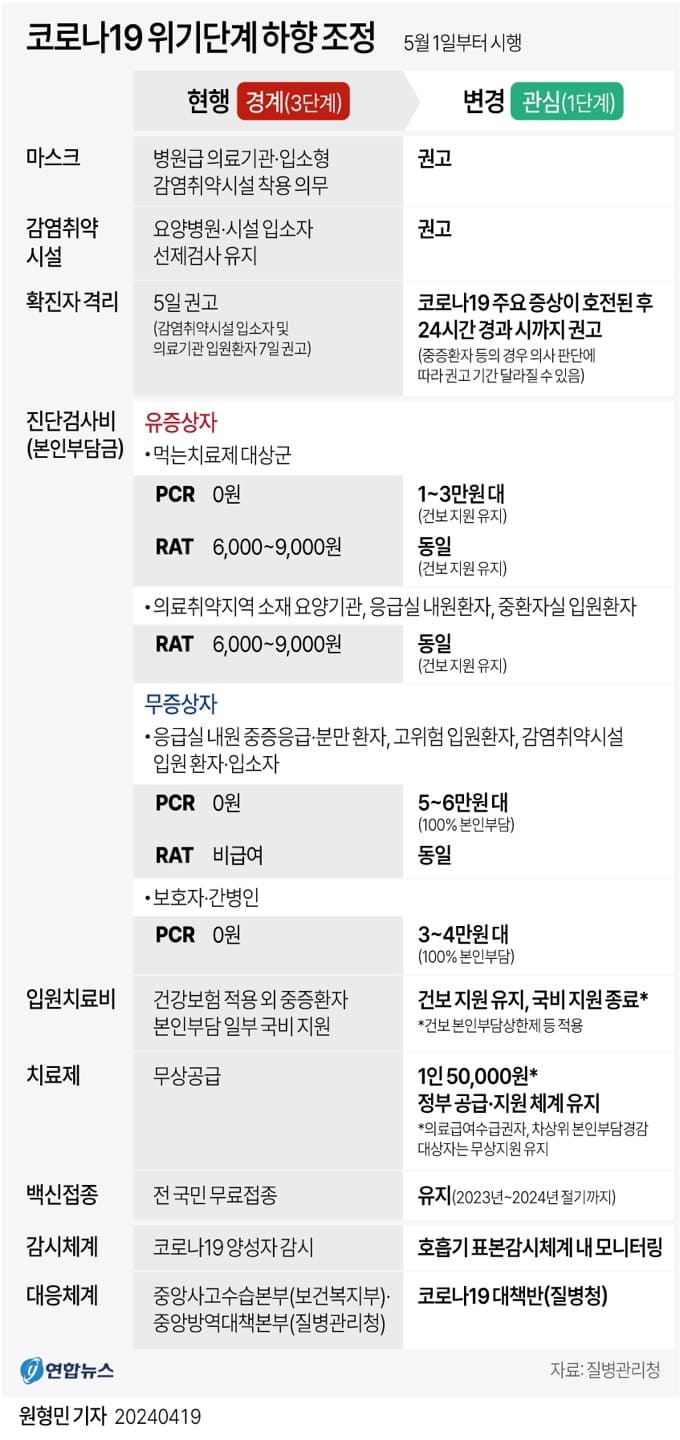 코로나19 위기단계 하향 조정 5월 1일부터 시행
현행 경계(3단계) 변경 관심(1단계)
마스크 병원급 의료기관·입소형 권고
감염취약시설 착용 의무
감염취약 요양병원·시설 입소자 권고
시설 선제검사 유지
확진자 격리 5일 권고 코로나19 주요 증상이 호전된 후
(감염취약시설 입소자 및 24시간 경과 시까지 권고
의료기관 입원환자 7일 권고) (중증환자 등의 경우 의사 판단에
따라 권고 기간 달라질 수 있음)
진단검사비 유증상자
(본인부담금) •먹는치료제 대상군
PCR 0원 1~3만원 대
(건보 지원 유지)
RAT 6,000~9,000원 동일
(건보 지원 유지)
•의료취약지역 소재 요양기관, 응급실 내원환자, 중환자실 입원환자
RAT 6,000~9,000원 동일
(건보 지원 유지)
무증상자
•응급실 내원 중증응급·분만 환자, 고위험 입원환자, 감염취약시설
입원 환자·입소자
PCR 0원 5~6만원 대
(100% 본인부담)
RAT 비급여 동일
•보호자·간병인
PCR 0원 3~4만원 대
(100% 본인부담)
입원치료비 건강보험 적용 외 중증환자 건보 지원 유지, 국비 지원 종료*
본인부담 일부 국비 지원 *건보 본인부담상한제 등 적용
치료제 무상공급 1인 50,000원*
정부 공급·지원 체계 유지
*의료급여수급권자, 차상위 본인부담경감
대상자는 무상지원 유지
백신접종 전 국민 무료접종 유지(2023년~2024년 절기까지)
감시체계 코로나19 양성자 감시 호흡기 표본감시체계 내 모니터링
대응체계 중앙사고수습본부(보건복지부)· 코로나19 대책반(질병청)
중앙방역대책본부(질병관리청)
연합뉴스 자료: 질병관리청
원형민 기자 20240419